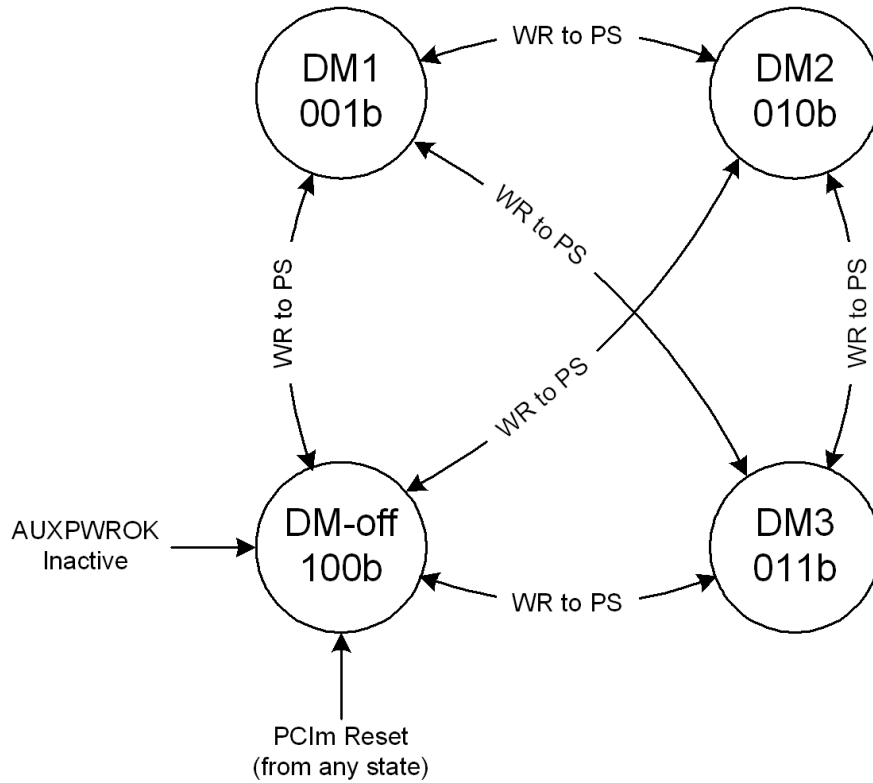 WR to PS
DM1
001b
DM2
010b
WR to PS
WR to PS
WR to PS
WR to PS
DM-off
100b
DM3
011b
AUXPWROK
Inactive
WR to PS
PCIm Reset
(from any state)